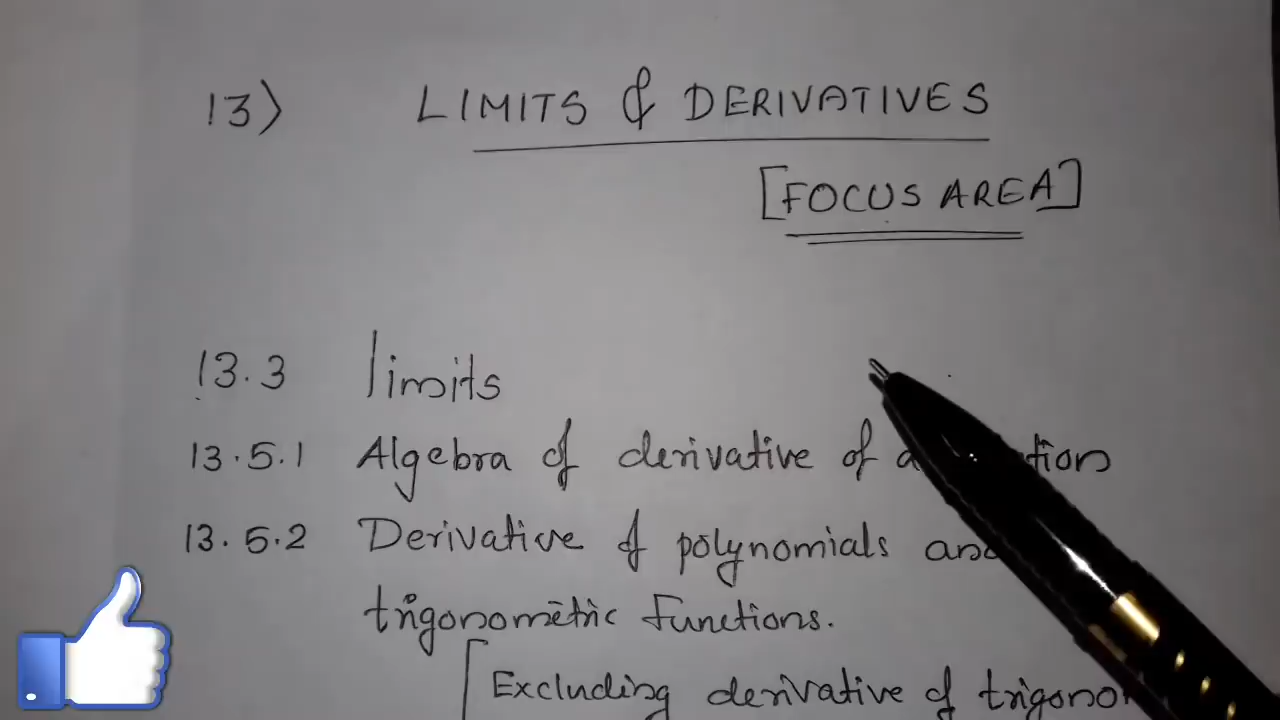 13) LIMITS & DERIVATIVES
[FOCUS AREA]
13.3 limits
13.5.1 Algebra of derivative of
13.5.2 Derivative of polynomials and
trigonometric functions.
[Excluding derivative of